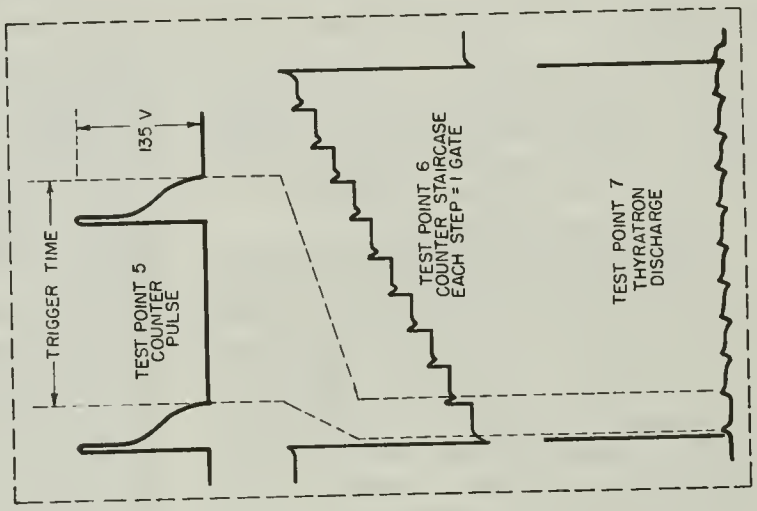 TRIGGER TIME
135 V
TEST POINT 5
COUNTER
PULSE
TEST POINT 6
COUNTER STAIRCASE
EACH STEP = 1 GATE
TEST POINT 7
THYRATRON
DISCHARGE